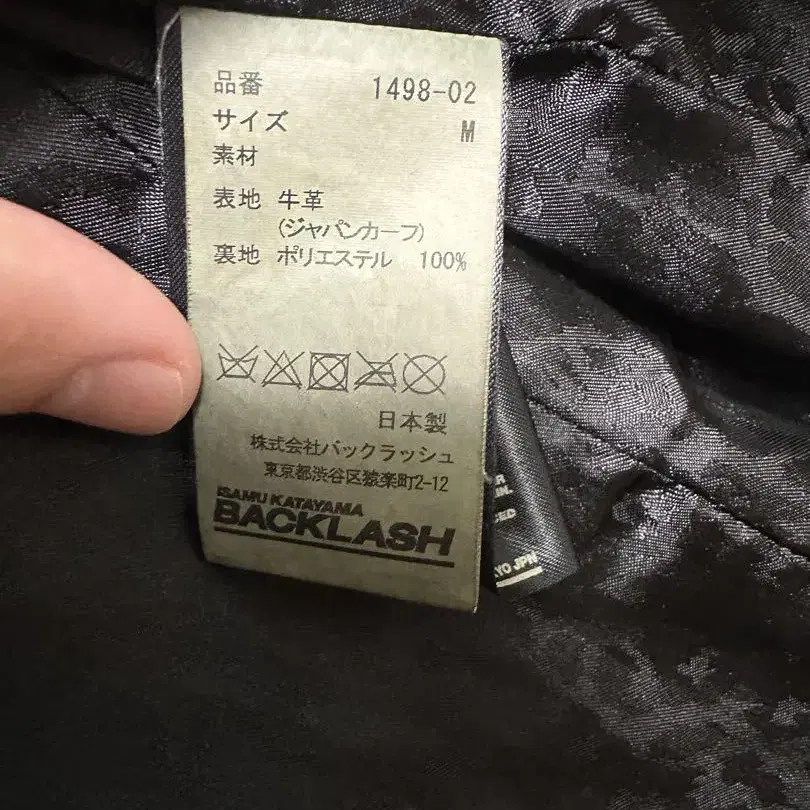 品番 1498-02
サイズ M
素材
表地 牛革
(ジャパンカーフ)
裏地 ポリエステル 100%
日本製
株式会社バックラッシュ
東京都渋谷区猿楽町2-12
ISAMU KATAYAMA
BACKLASH
JPN